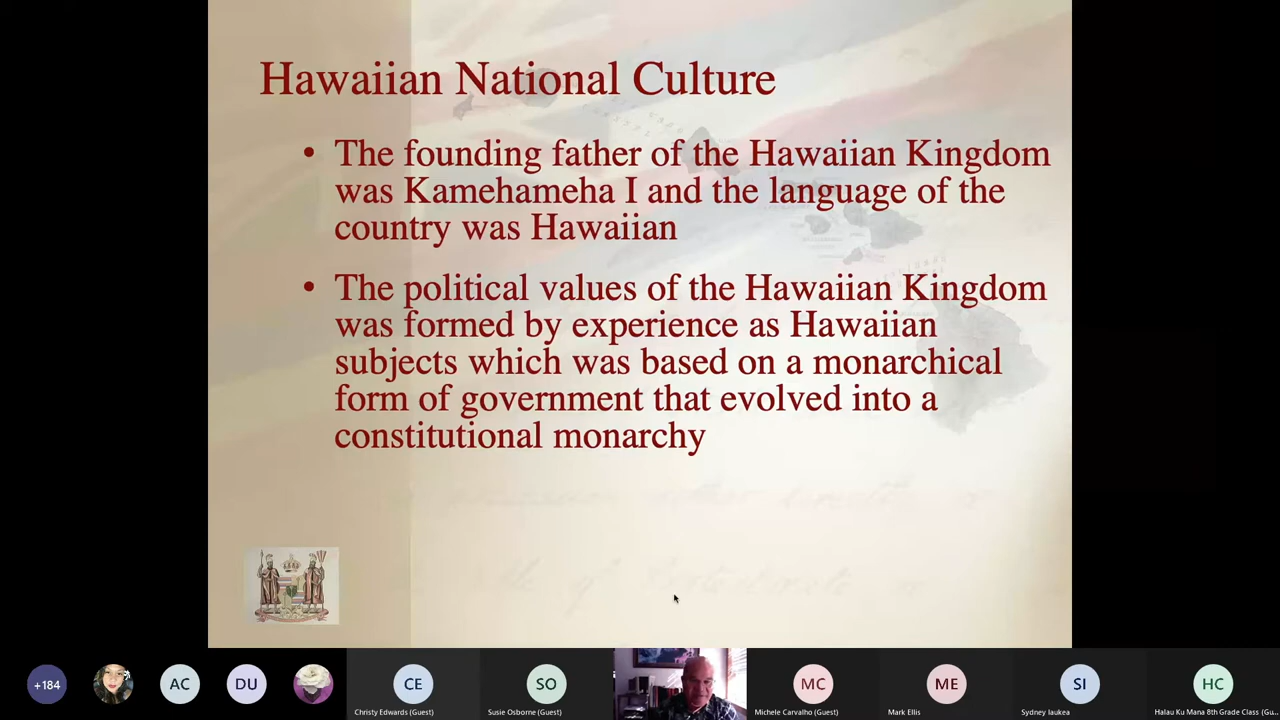 Hawaiian National Culture
• The founding father of the Hawaiian Kingdom
was Kamehameha I and the language of the
country was Hawaiian
• The political values of the Hawaiian Kingdom
was formed by experience as Hawaiian
subjects which was based on a monarchical
form of government that evolved into a
constitutional monarchy
+184
AC
DU
CE
SO
MC
ME
SI
HC
Christy Edwards (Guest)
Susie Osborne (Guest)
Michele Carvalho (Guest)
Mark Ellis
Sydney Iaukea
Halau Ku Mana 8th Grade Class (Gu...